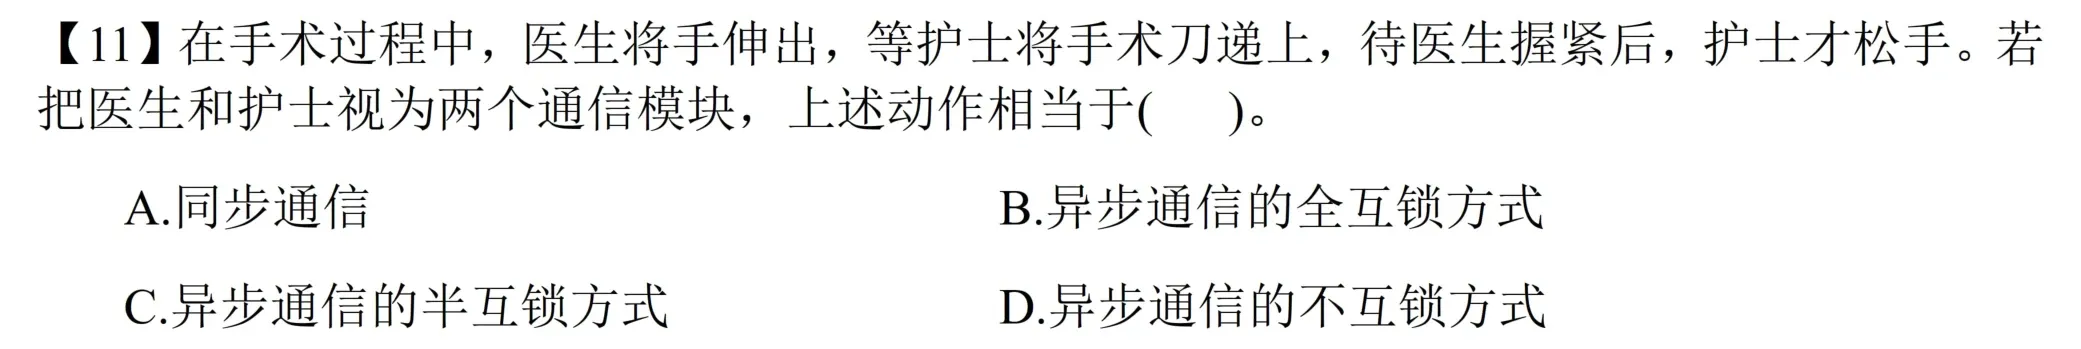 【11】在手术过程中，医生将手伸出，等护士将手术刀递上，待医生握紧后，护士才松手。若
把医生和护士视为两个通信模块，上述动作相当于(    )。
A.同步通信 B.异步通信的全互锁方式
C.异步通信的半互锁方式 D.异步通信的不互锁方式